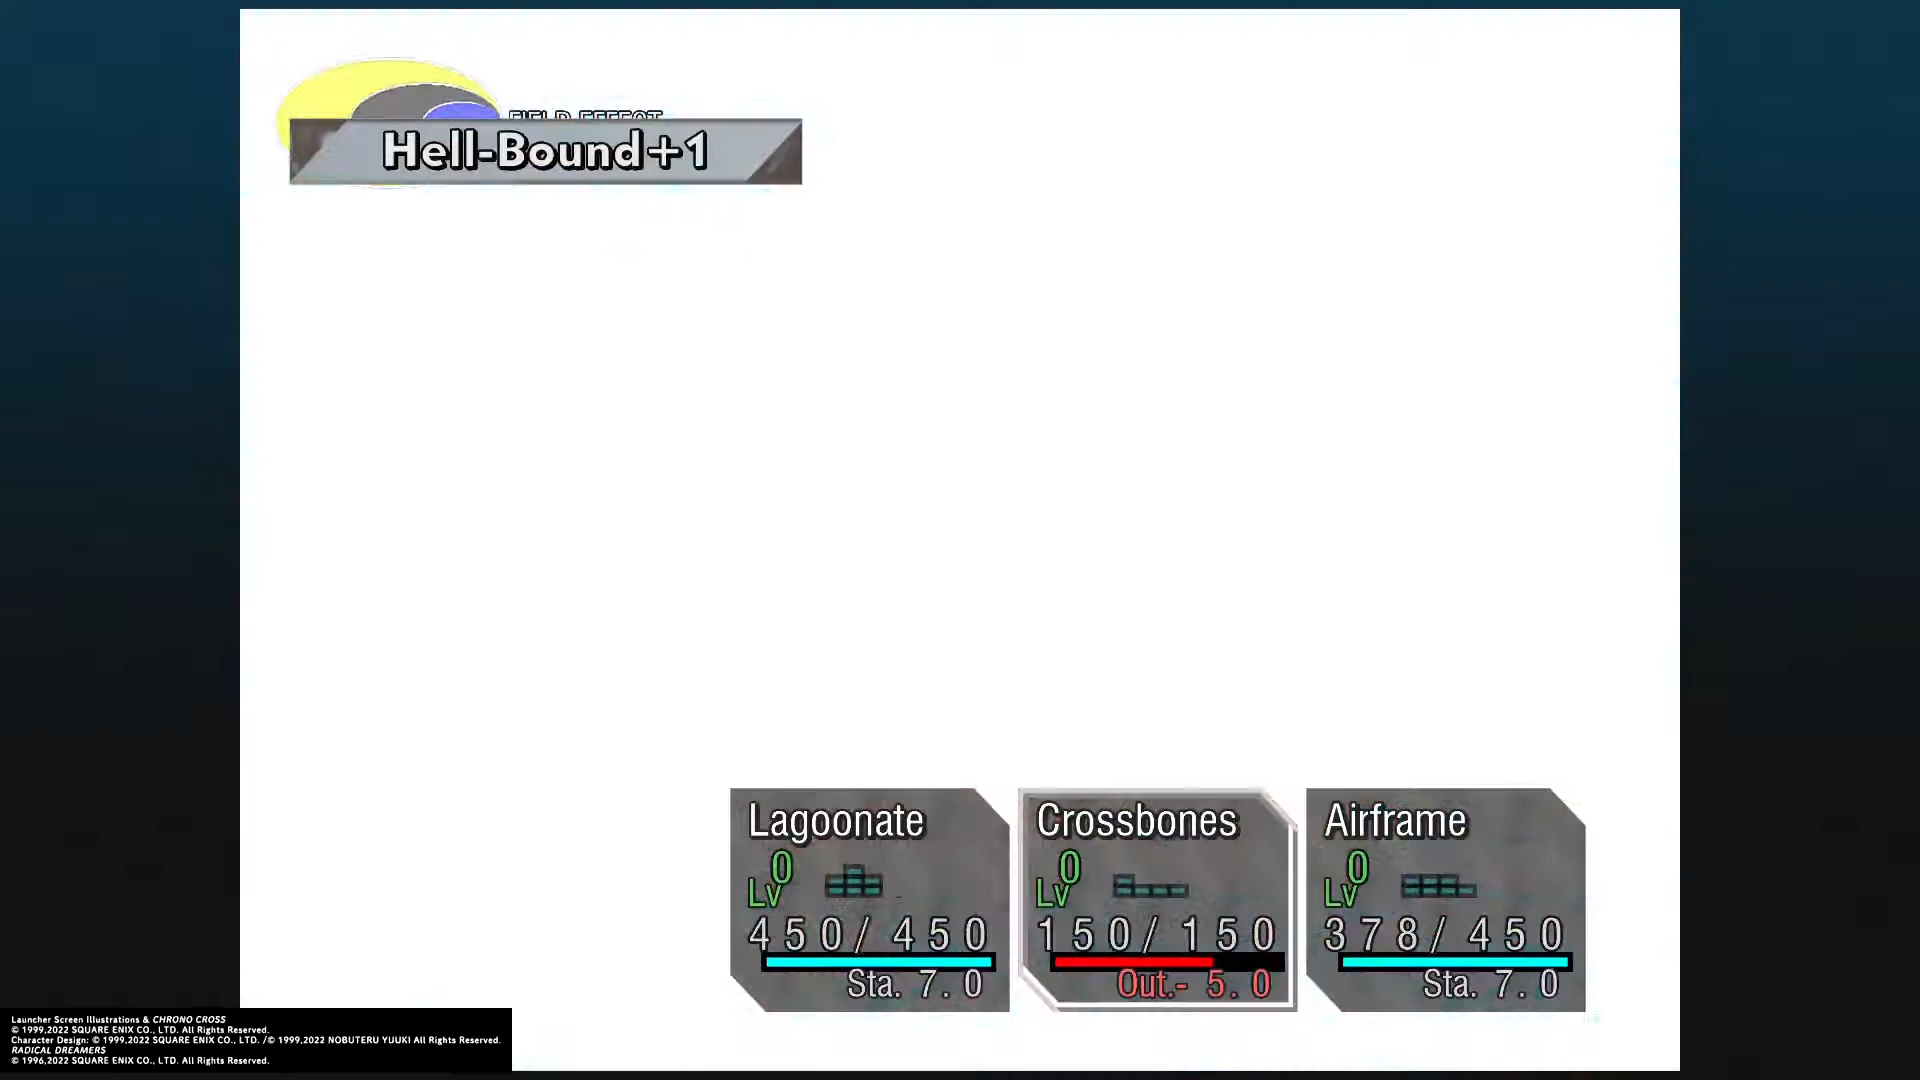 FIELD EFFECT
Hell-Bound+1
Lagoonate
0
Lv
450/450
Sta. 7.0
Crossbones
0
Lv
150/150
Out.- 5.0
Airframe
0
Lv
378/450
Sta. 7.0
Launcher Screen Illustrations & CHRONO CROSS
© 1999,2022 SQUARE ENIX CO., LTD. All Rights Reserved.
Character Design: © 1999,2022 SQUARE ENIX CO., LTD. /© 1999,2022 NOBUTERU YUUKI All Rights Reserved.
RADICAL DREAMERS
© 1996,2022 SQUARE ENIX CO., LTD. All Rights Reserved.